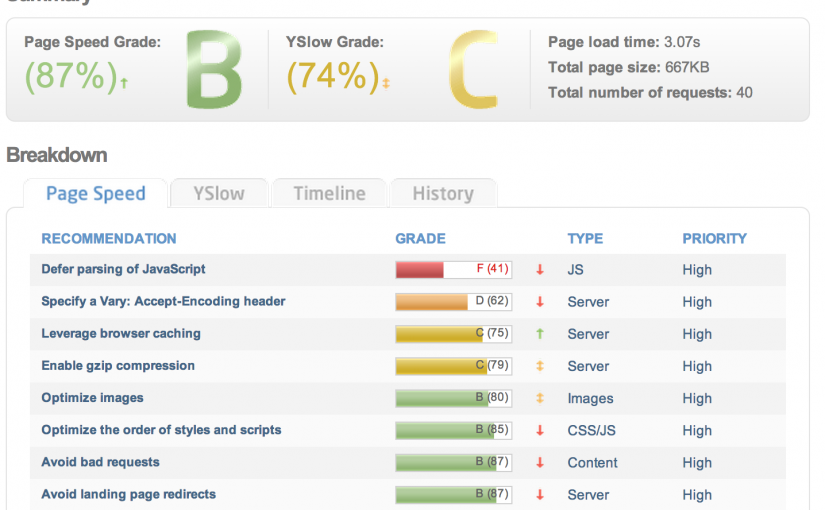 Summary
Page Speed Grade:
(87%)
B
YSlow Grade:
(74%)
C
Page load time: 3.07s
Total page size: 667KB
Total number of requests: 40
Breakdown
Page Speed YSlow Timeline History
RECOMMENDATION GRADE TYPE PRIORITY
Defer parsing of JavaScript F (41) JS High
Specify a Vary: Accept-Encoding header D (62) Server High
Leverage browser caching C (75) Server High
Enable gzip compression C (79) Server High
Optimize images B (80) Images High
Optimize the order of styles and scripts B (85) CSS/JS High
Avoid bad requests B (87) Content High
Avoid landing page redirects B (87) Server High